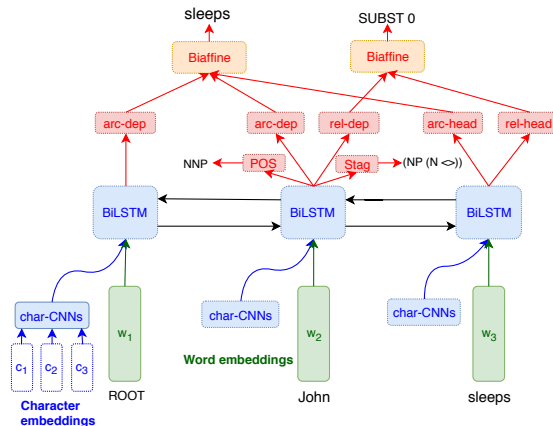 sleeps
SUBST 0
Biaffine
Biaffine
arc-dep
arc-dep
rel-dep
arc-head
rel-head
NNP
POS
Stag
(NP (N <>))
BiLSTM
BiLSTM
BiLSTM
char-CNNs
char-CNNs
char-CNNs
w1
w2
w3
c1
c2
c3
Word embeddings
Character
embeddings
ROOT
John
sleeps